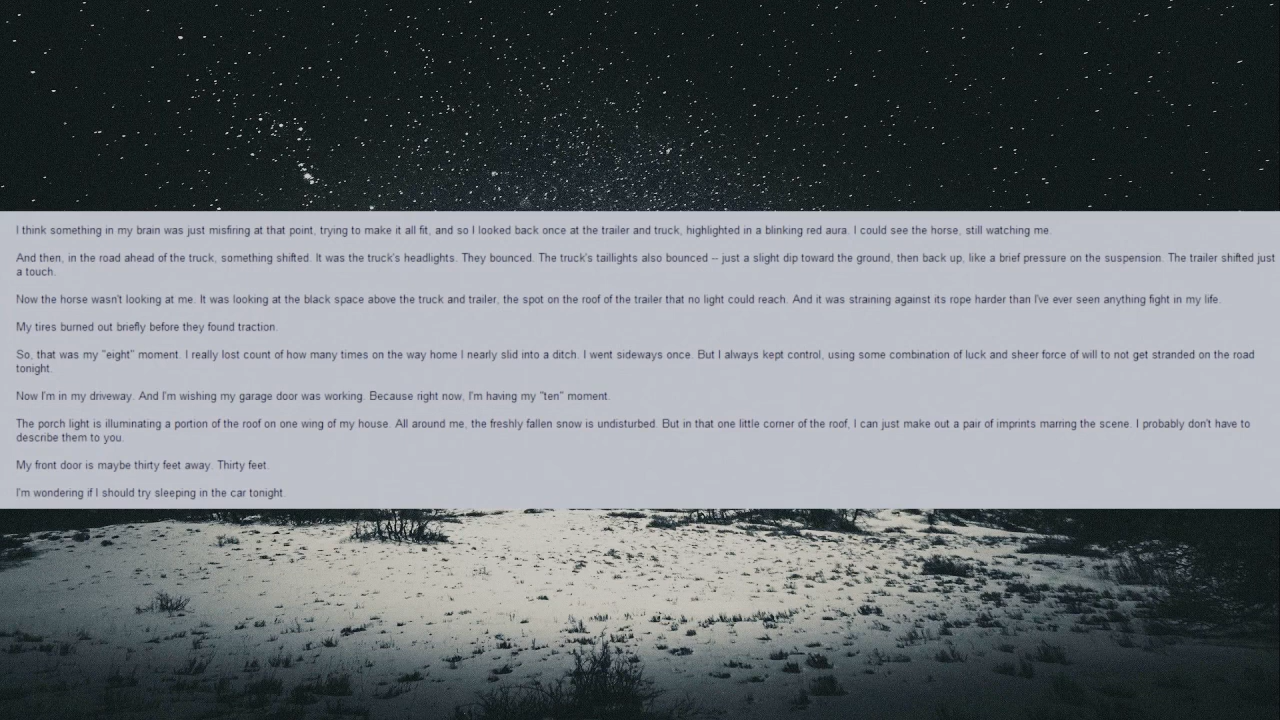 I think something in my brain was just misfiring at that point, trying to make it all fit, and so I looked back once at the trailer and truck, highlighted in a blinking red aura. I could see the horse, still watching me.
And then, in the road ahead of the truck, something shifted. It was the truck's headlights. They bounced. The truck's taillights also bounced -- just a slight dip toward the ground, then back up, like a brief pressure on the suspension. The trailer shifted just
a touch.
Now the horse wasn't looking at me. It was looking at the black space above the truck and trailer, the spot on the roof of the trailer that no light could reach. And it was straining against its rope harder than I've ever seen anything fight in my life.
My tires burned out briefly before they found traction.
So, that was my "eight" moment. I really lost count of how many times on the way home I nearly slid into a ditch. I went sideways once. But I always kept control, using some combination of luck and sheer force of will to not get stranded on the road
tonight.
Now I'm in my driveway. And I'm wishing my garage door was working. Because right now, I'm having my "ten" moment.
The porch light is illuminating a portion of the roof on one wing of my house. All around me, the freshly fallen snow is undisturbed. But in that one little corner of the roof, I can just make out a pair of imprints marring the scene. I probably don't have to
describe them to you.
My front door is maybe thirty feet away. Thirty feet.
I'm wondering if I should try sleeping in the car tonight.